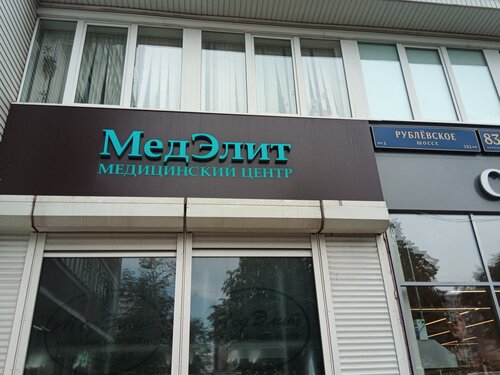 МедЭлит
МЕДИЦИНСКИЙ ЦЕНТР
РУБЛЁВСКОЕ
ШОССЕ
83